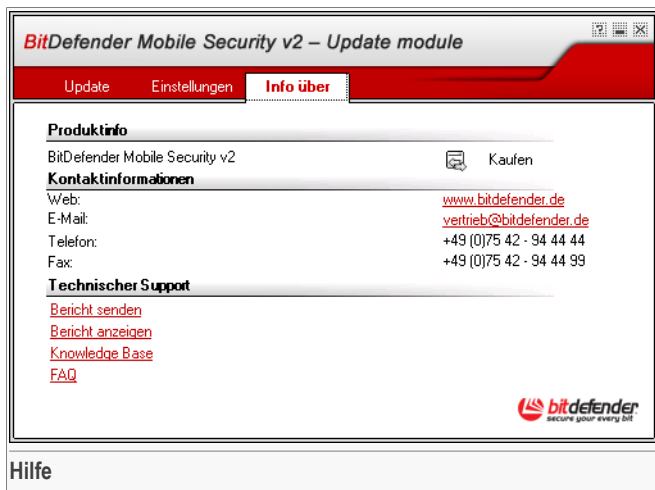 BitDefender Mobile Security v2 – Update module
Update Einstellungen Info über
Produktinfo
BitDefender Mobile Security v2 Kaufen
Kontaktinformationen
Web: www.bitdefender.de
E-Mail: vertrieb@bitdefender.de
Telefon: +49 (0)75 42 - 94 44 44
Fax: +49 (0)75 42 - 94 44 99
Technischer Support
Bericht senden
Bericht anzeigen
Knowledge Base
FAQ
bitdefender
secure your every bit
Hilfe